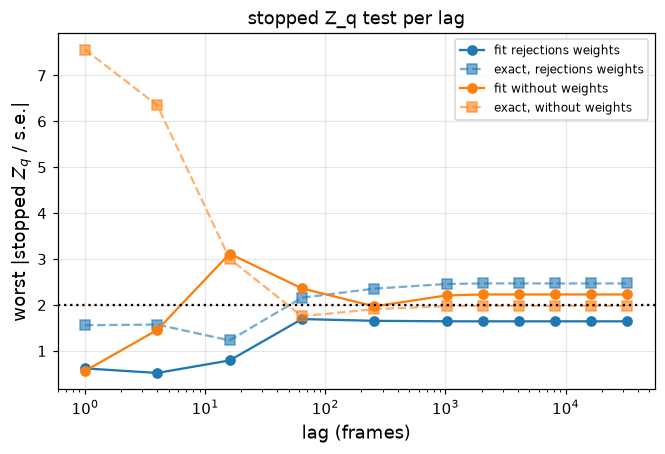 stopped Z_q test per lag
fit rejections weights
exact, rejections weights
fit without weights
exact, without weights
worst |stopped Z_q / s.e.|
7
6
5
4
3
2
1
10^0
10^1
10^2
10^3
10^4
lag (frames)